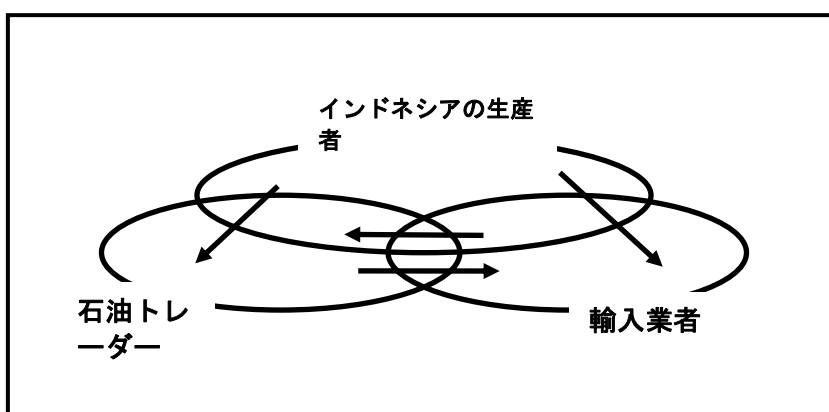 インドネシアの生産
者
石油トレ
ーダー
輸入業者